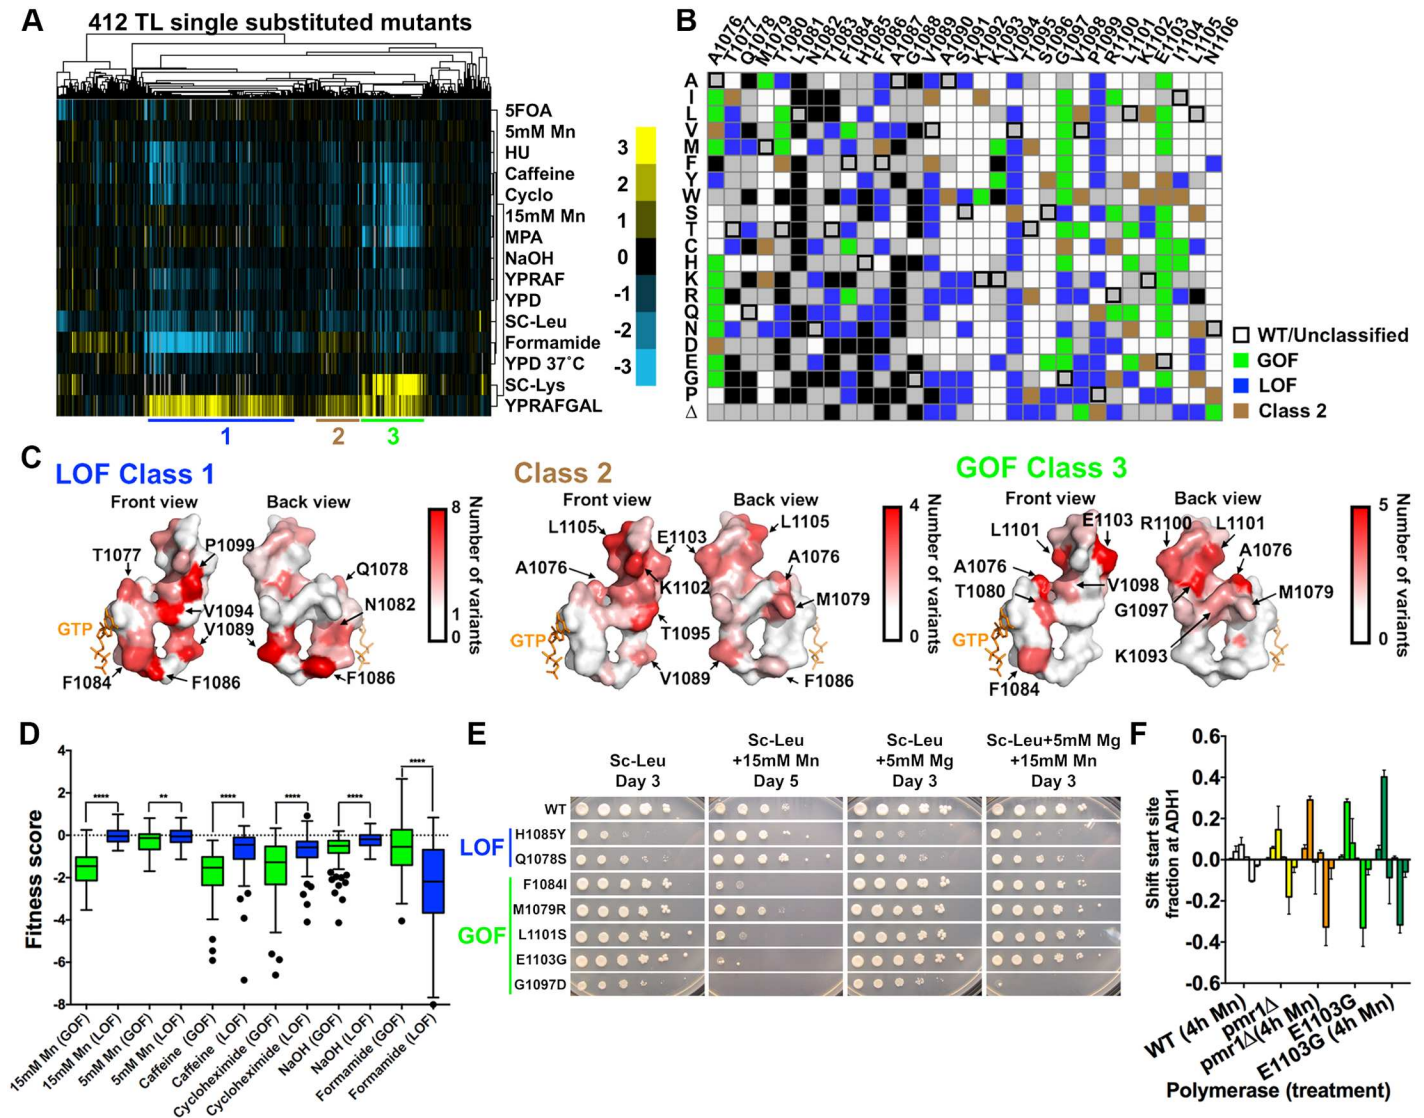 A
412 TL single substituted mutants
5FOA
5mM Mn
HU
Caffeine
Cyclo
15mM Mn
MPA
NaOH
YPRAF
YPD
SC-Leu
Formamide
YPD 37˚C
SC-Lys
YPRAFGAL
3
2
1
0
-1
-2
-3
1
2
3
B
A1076
T1077
Q1078
M1079
T1080
L1081
N1082
T1083
F1084
H1085
F1086
A1087
G1088
V1089
A1090
S1091
K1092
K1093
V1094
T1095
S1096
G1097
V1098
P1099
R1100
L1101
K1102
E1103
I1104
L1105
N1106
A
I
L
V
M
F
Y
W
S
T
C
H
K
R
Q
N
D
E
G
P
Δ
WT/Unclassified
GOF
LOF
Class 2
C
LOF Class 1
Front view
Back view
T1077
P1099
Q1078
N1082
V1094
V1089
GTP
F1084
F1086
F1086
8
1
0
Number of variants
Class 2
Front view
Back view
L1105
E1103
L1105
A1076
K1102
A1076
M1079
GTP
T1095
V1089
F1086
4
0
Number of variants
GOF Class 3
Front view
Back view
L1101
E1103
R1100
L1101
A1076
A1076
T1080
V1098
G1097
M1079
GTP
K1093
F1084
5
0
Number of variants
D
Fitness score
4
2
0
-2
-4
-6
-8
****
**
****
****
****
****
15mM Mn (GOF)
15mM Mn (LOF)
5mM Mn (GOF)
5mM Mn (LOF)
Caffeine (GOF)
Caffeine (LOF)
Cycloheximide (GOF)
Cycloheximide (LOF)
NaOH (GOF)
NaOH (LOF)
Formamide (GOF)
Formamide (LOF)
E
Sc-Leu
Day 3
Sc-Leu
+15mM Mn
Day 5
Sc-Leu
+5mM Mg
Day 3
Sc-Leu+5mM Mg
+15mM Mn
Day 3
WT
LOF
H1085Y
Q1078S
GOF
F1084I
M1079R
L1101S
E1103G
G1097D
F
Shift start site
fraction at ADH1
0.6
0.4
0.2
0.0
-0.2
-0.4
-0.6
WT (4h Mn)
pmr1Δ
pmr1Δ(4h Mn)
E1103G
E1103G (4h Mn)
Polymerase (treatment)